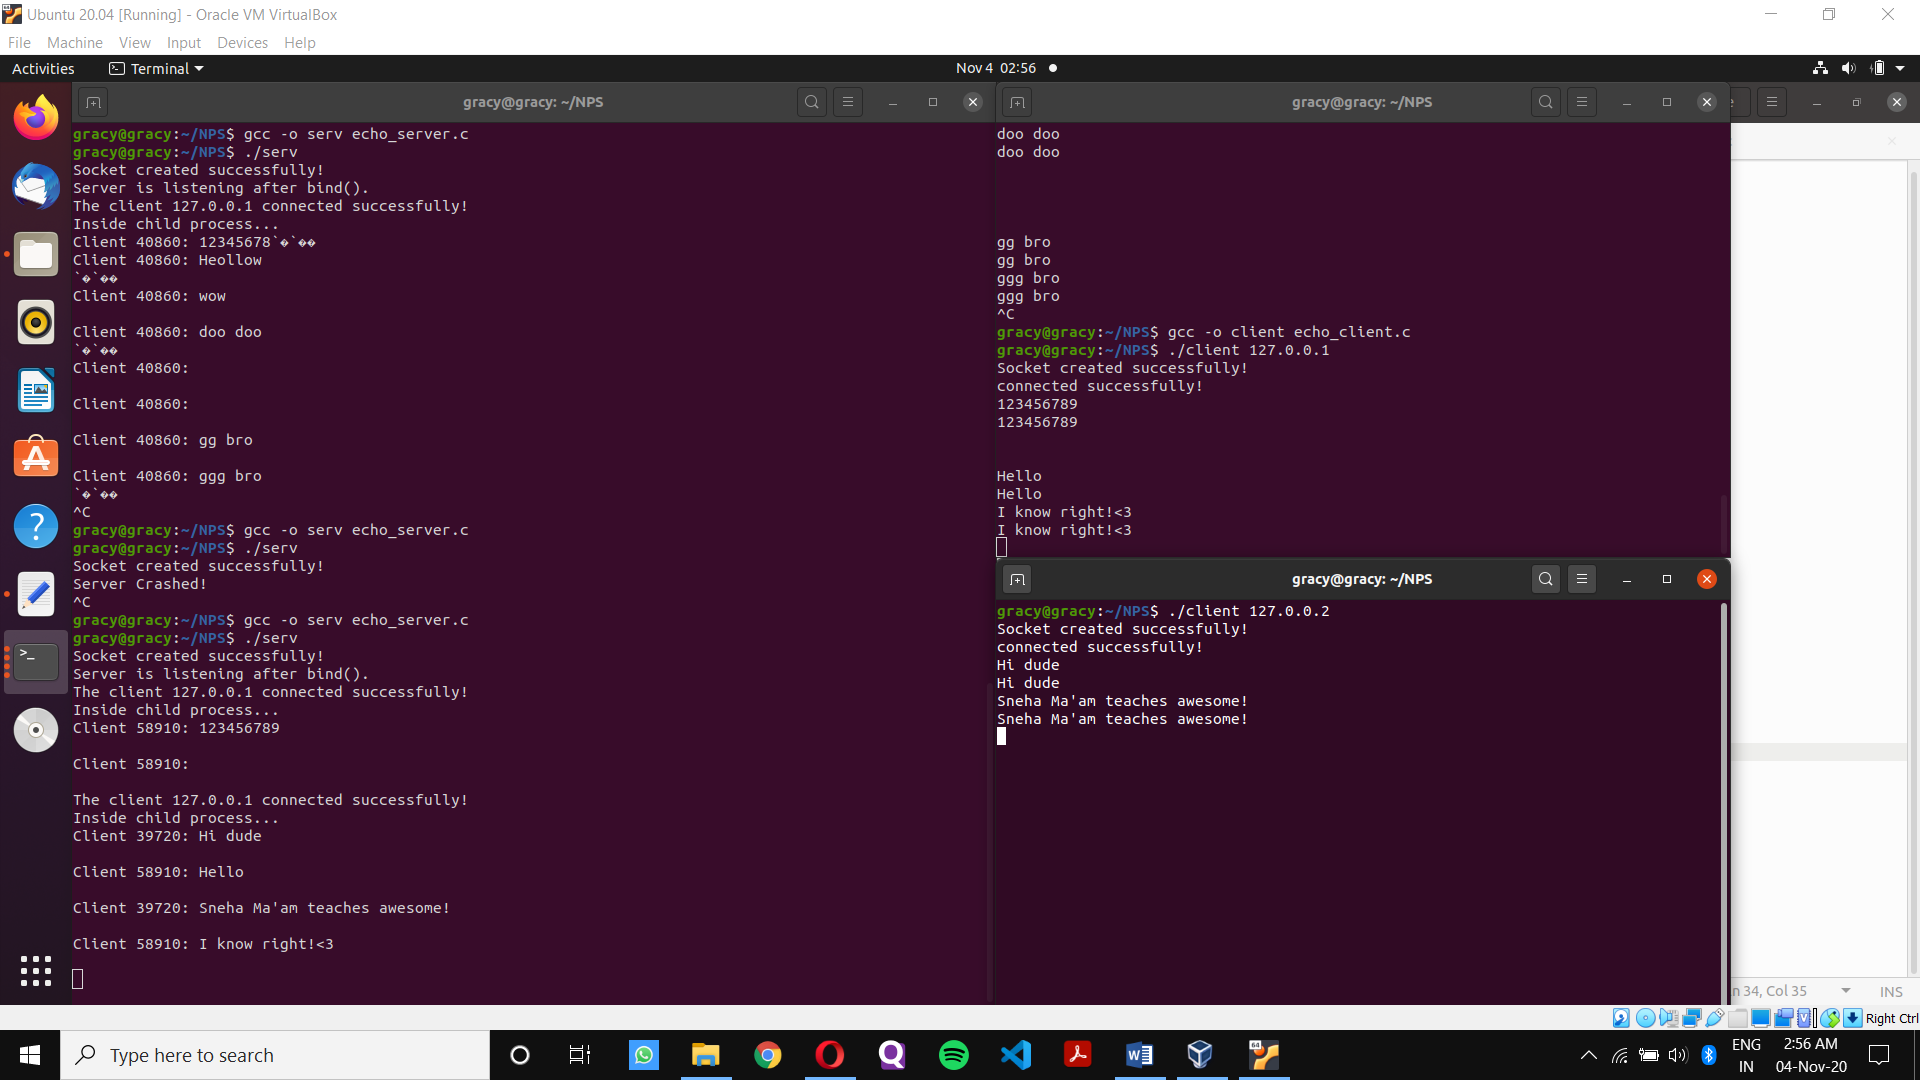 Ubuntu 20.04 [Running] - Oracle VM VirtualBox
File Machine View Input Devices Help
Activities Terminal Nov 4 02:56
gracy@gracy: ~/NPS
gracy@gracy:~/NPS$ gcc -o serv echo_server.c
gracy@gracy:~/NPS$ ./serv
Socket created successfully!
Server is listening after bind().
The client 127.0.0.1 connected successfully!
Inside child process...
Client 40860: 12345678`�`��
Client 40860: Heollow
`�`��
Client 40860: wow
Client 40860: doo doo
`�`��
Client 40860:
Client 40860:
Client 40860: gg bro
Client 40860: ggg bro
`�`��
^C
gracy@gracy:~/NPS$ gcc -o serv echo_server.c
gracy@gracy:~/NPS$ ./serv
Socket created successfully!
Server Crashed!
^C
gracy@gracy:~/NPS$ gcc -o serv echo_server.c
gracy@gracy:~/NPS$ ./serv
Socket created successfully!
Server is listening after bind().
The client 127.0.0.1 connected successfully!
Inside child process...
Client 58910: 123456789
Client 58910:
The client 127.0.0.1 connected successfully!
Inside child process...
Client 39720: Hi dude
Client 58910: Hello
Client 39720: Sneha Ma'am teaches awesome!
Client 58910: I know right!<3
gracy@gracy: ~/NPS
doo doo
doo doo
gg bro
gg bro
ggg bro
ggg bro
^C
gracy@gracy:~/NPS$ gcc -o client echo_client.c
gracy@gracy:~/NPS$ ./client 127.0.0.1
Socket created successfully!
connected successfully!
123456789
123456789
Hello
Hello
I know right!<3
I know right!<3
gracy@gracy: ~/NPS
gracy@gracy:~/NPS$ ./client 127.0.0.2
Socket created successfully!
connected successfully!
Hi dude
Hi dude
Sneha Ma'am teaches awesome!
Sneha Ma'am teaches awesome!
n 34, Col 35 INS
Right Ctrl
Type here to search
64
ENG
IN
2:56 AM
04-Nov-20